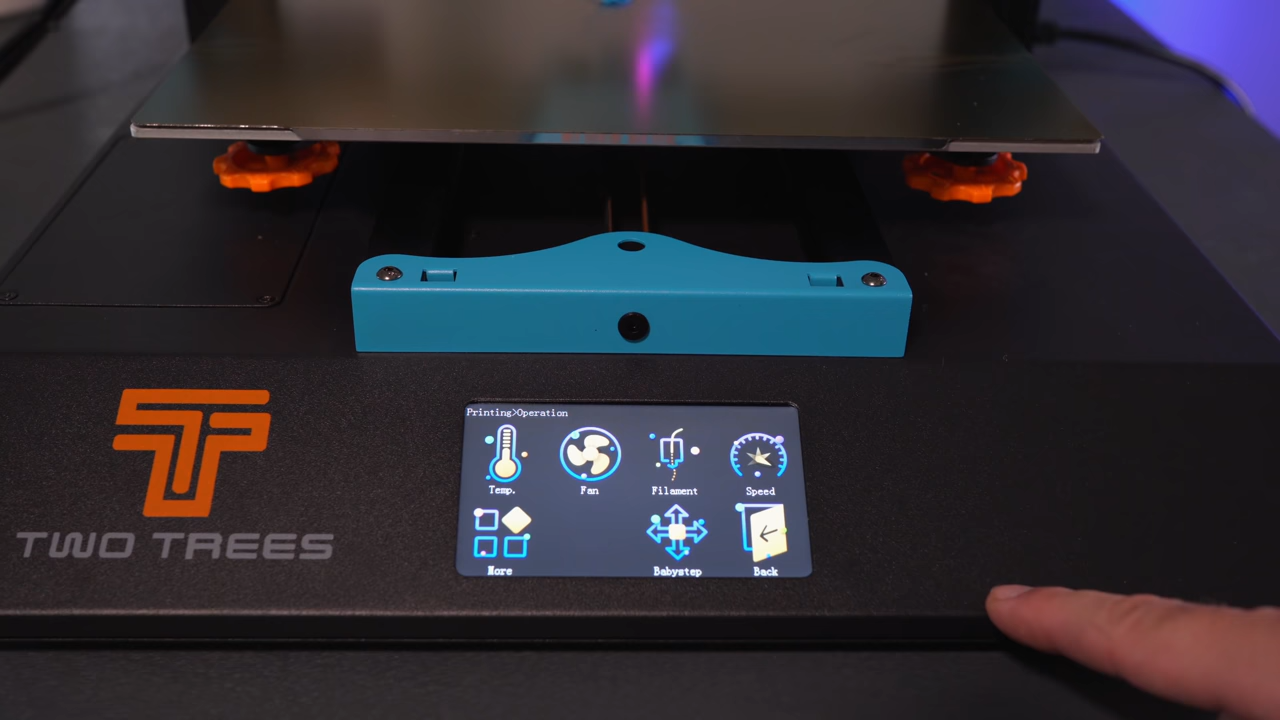 Printing>Operation
Temp.
Fan
Filament
Speed
More
Babystep
Back
TWO TREES